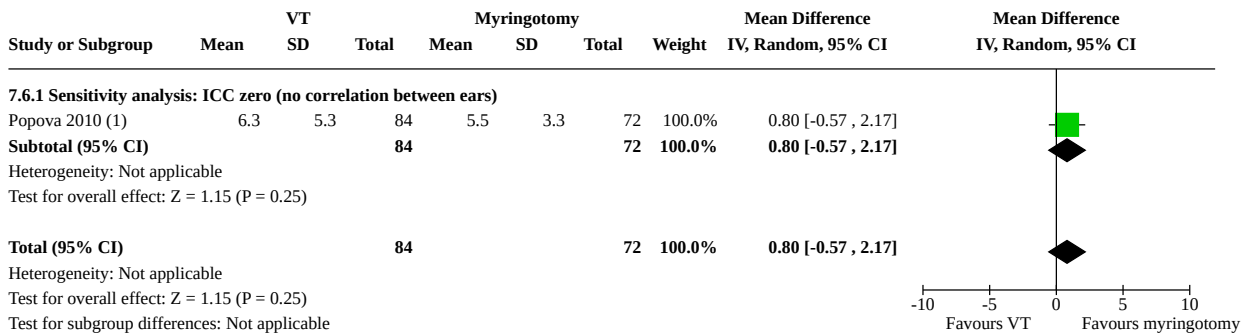 VT Myringotomy Mean Difference Mean Difference
Study or Subgroup Mean SD Total Mean SD Total Weight IV, Random, 95% CI IV, Random, 95% CI
7.6.1 Sensitivity analysis: ICC zero (no correlation between ears)
Popova 2010 (1) 6.3 5.3 84 5.5 3.3 72 100.0% 0.80 [-0.57 , 2.17]
Subtotal (95% CI) 84 72 100.0% 0.80 [-0.57 , 2.17]
Heterogeneity: Not applicable
Test for overall effect: Z = 1.15 (P = 0.25)
Total (95% CI) 84 72 100.0% 0.80 [-0.57 , 2.17]
Heterogeneity: Not applicable
Test for overall effect: Z = 1.15 (P = 0.25)
-10 -5 0 5 10
Test for subgroup differences: Not applicable Favours VT Favours myringotomy